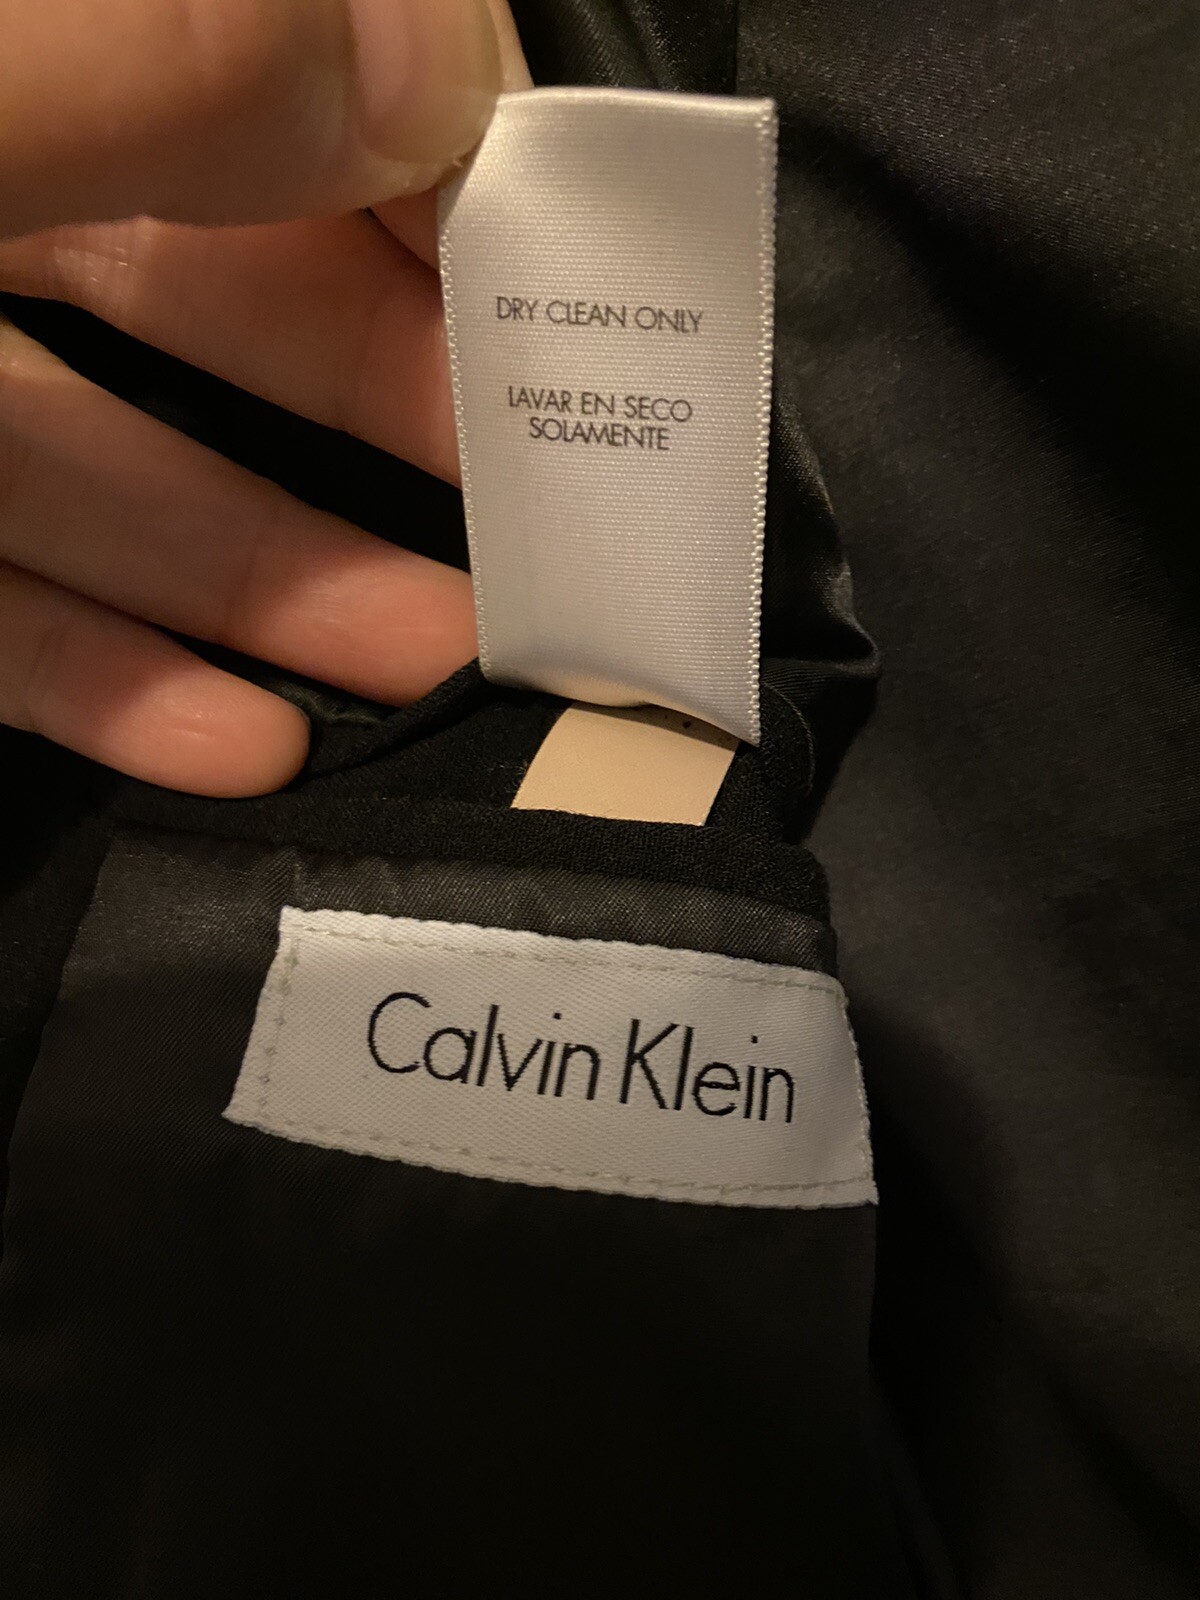 DRY CLEAN ONLY
LAVAR EN SECO
SOLAMENTE
Calvin Klein